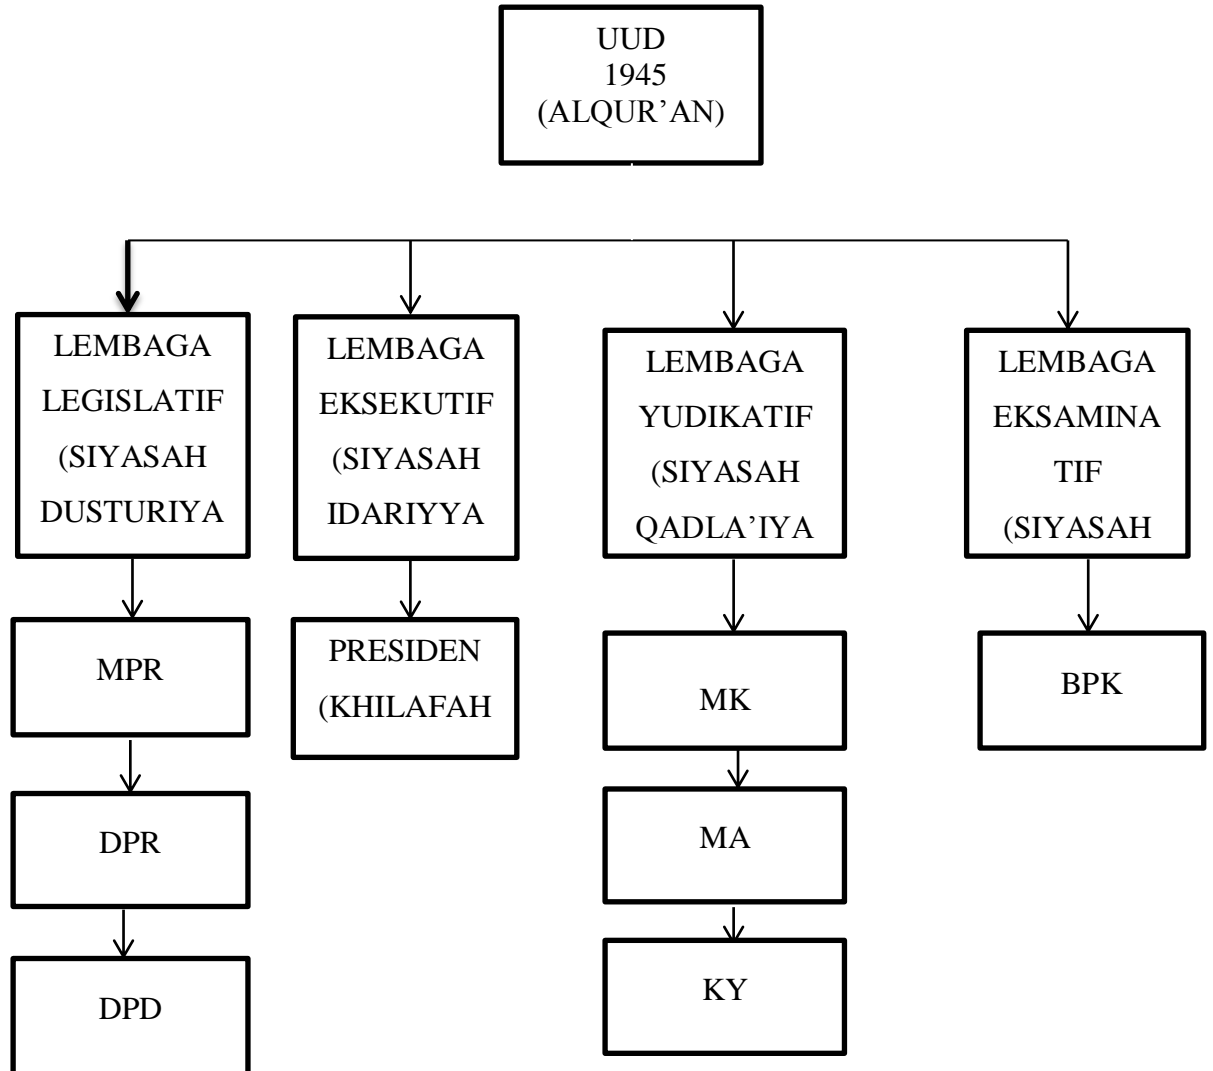 UUD
1945
(ALQUR’AN)
LEMBAGA
LEGISLATIF
(SIYASAH
DUSTURIYA
LEMBAGA
EKSEKUTIF
(SIYASAH
IDARIYYA
LEMBAGA
YUDIKATIF
(SIYASAH
QADLA’IYA
LEMBAGA
EKSAMINA
TIF
(SIYASAH
MPR
PRESIDEN
(KHILAFAH
MK
BPK
DPR
MA
DPD
KY